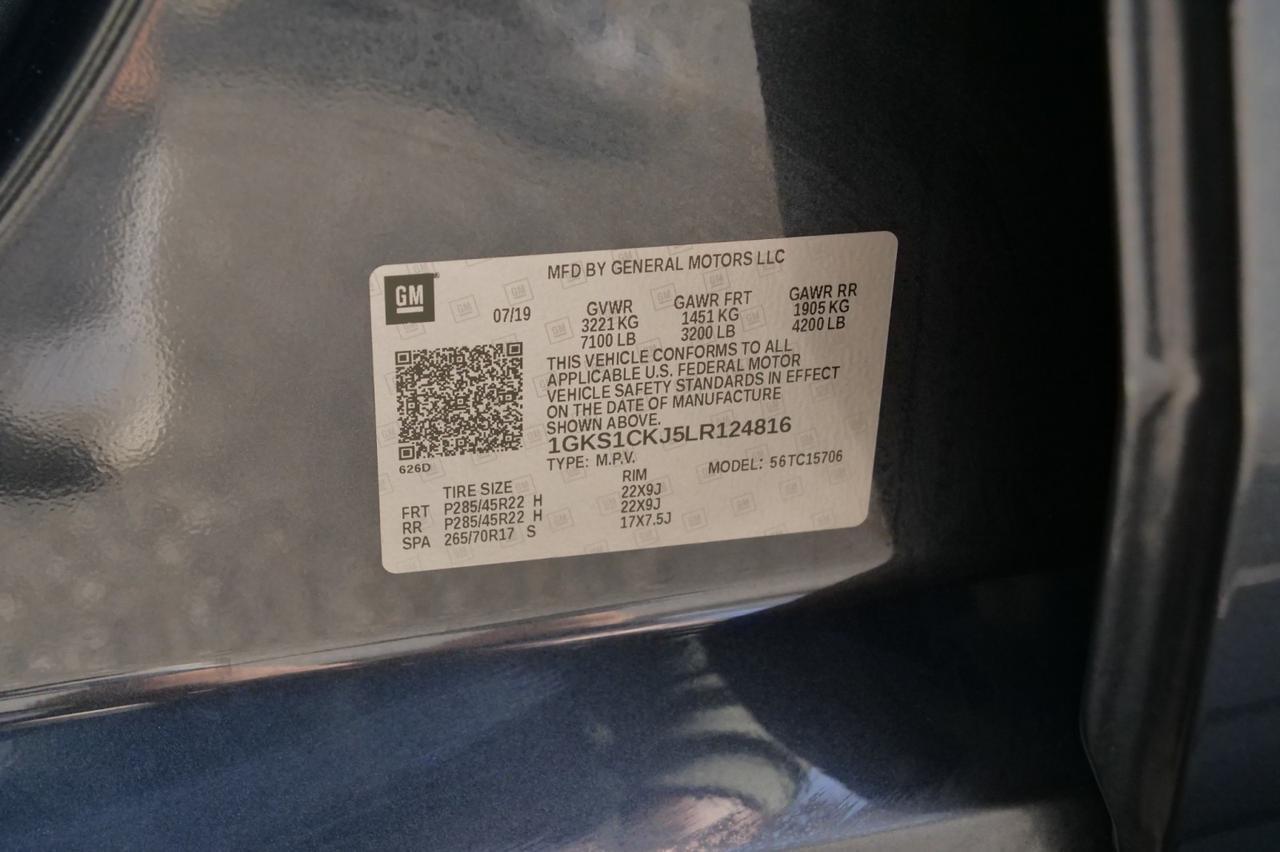 GM
MFD BY GENERAL MOTORS LLC
07/19
GVWR
3221 KG
7100 LB
GAWR FRT
1451 KG
3200 LB
GAWR RR
1905 KG
4200 LB
THIS VEHICLE CONFORMS TO ALL
APPLICABLE U.S. FEDERAL MOTOR
VEHICLE SAFETY STANDARDS IN EFFECT
ON THE DATE OF MANUFACTURE
SHOWN ABOVE.
1GKS1CKJ5LR124816
TYPE: M.P.V.
MODEL: 56TC15706
626D
TIRE SIZE RIM
FRT P285/45R22 H 22X9J
RR P285/45R22 H 22X9J
SPA 265/70R17 S 17X7.5J